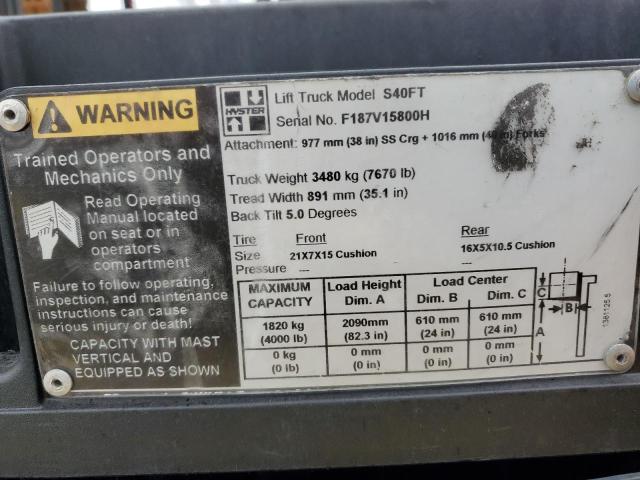 WARNING
Trained Operators and
Mechanics Only
Read Operating
Manual located
on seat or in
operators
compartment
Failure to follow operating,
inspection, and maintenance
instructions can cause
serious injury or death!
CAPACITY WITH MAST
VERTICAL AND
EQUIPPED AS SHOWN
HYSTER
Lift Truck Model S40FT
Serial No. F187V15800H
Attachment: 977 mm (38 in) SS Crg + 1016 mm (40 in) Forks
Truck Weight 3480 kg (7670 lb)
Tread Width 891 mm (35.1 in)
Back Tilt 5.0 Degrees
Tire Front Rear
Size 21X7X15 Cushion 16X5X10.5 Cushion
Pressure --- ---
MAXIMUM CAPACITY Load Height Dim. A Load Center Dim. B Dim. C
1820 kg (4000 lb) 2090mm (82.3 in) 610 mm (24 in) 610 mm (24 in)
0 kg (0 lb) 0 mm (0 in) 0 mm (0 in) 0 mm (0 in)
C
B
A